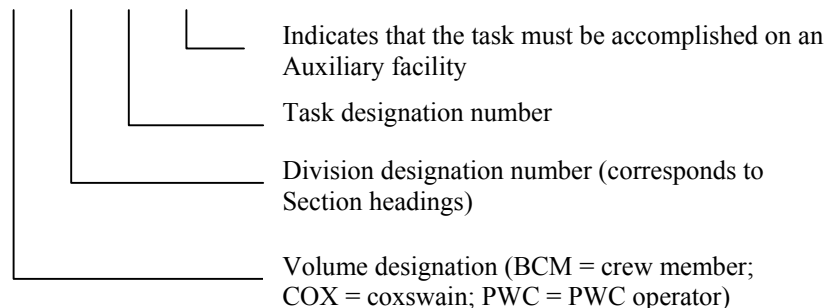 Indicates that the task must be accomplished on an
Auxiliary facility
Task designation number
Division designation number (corresponds to
Section headings)
Volume designation (BCM = crew member;
COX = coxswain; PWC = PWC operator)